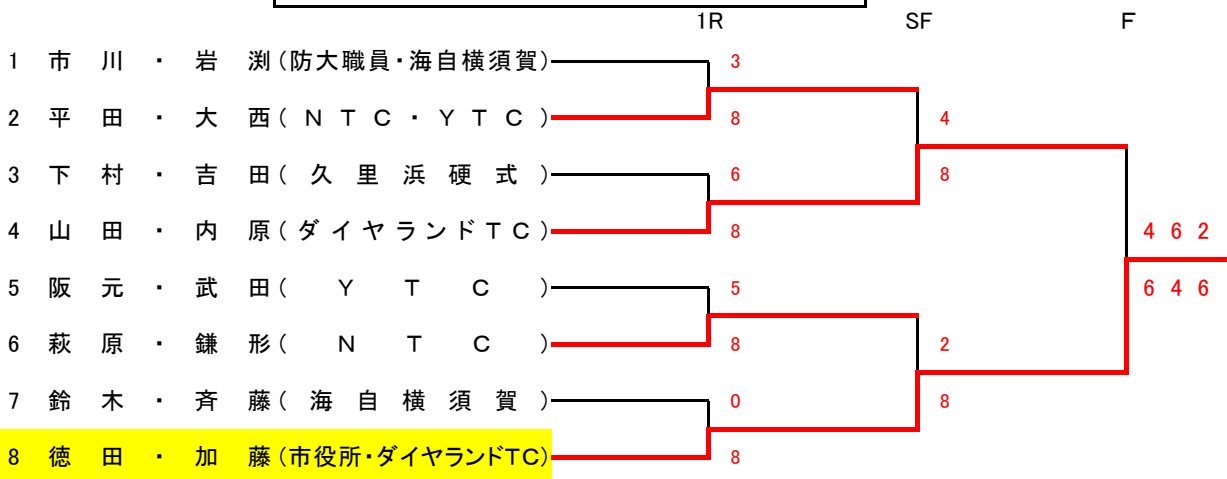 1R SF F
1 市川・岩渕(防大職員・海自横須賀) 3
2 平田・大西(NTC・YTC) 8 4
3 下村・吉田(久里浜硬式) 6 8
4 山田・内原(ダイヤランドTC) 8 4 6 2
5 阪元・武田(YTC) 5 6 4 6
6 萩原・鎌形(NTC) 8 2
7 鈴木・斉藤(海自横須賀) 0 8
8 徳田・加藤(市役所・ダイヤランドTC) 8